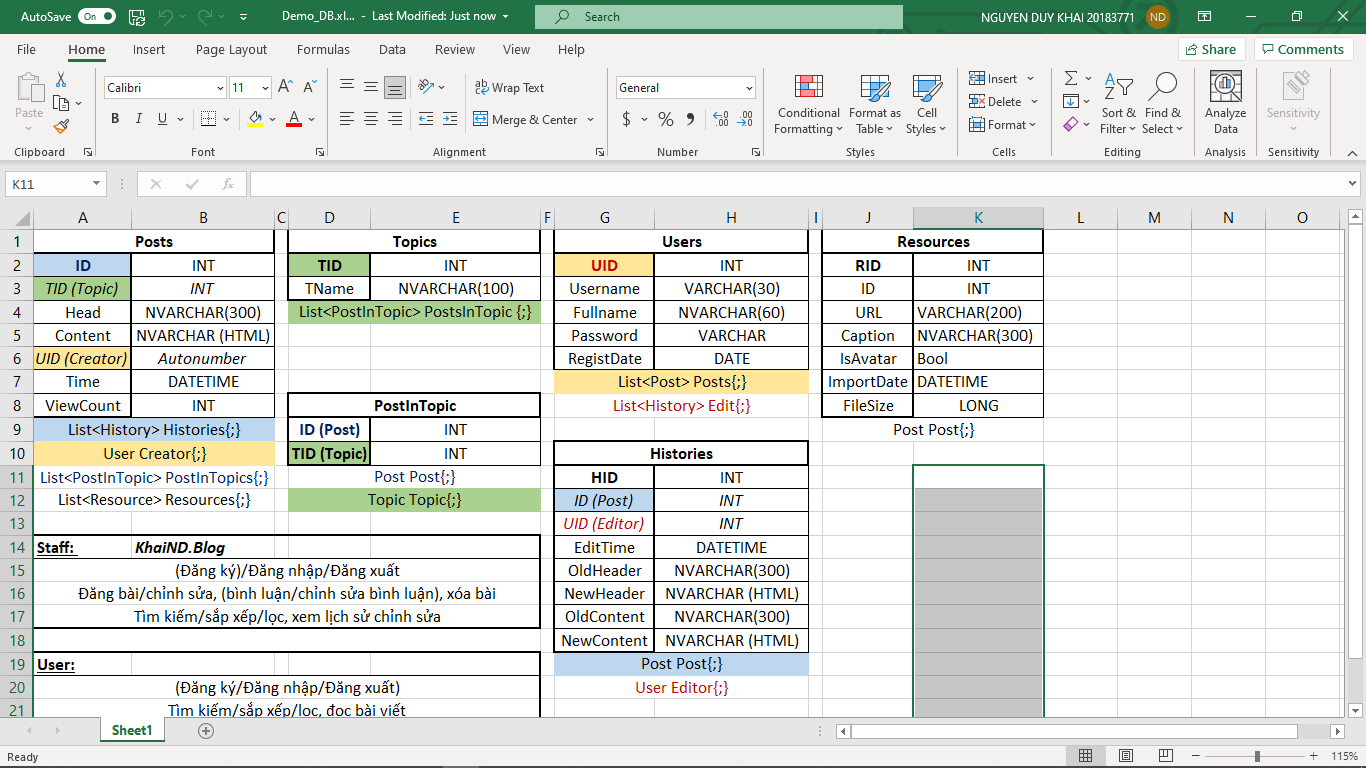 AutoSave On Demo_DB.xl... - Last Modified: Just now Search NGUYEN DUY KHAI 20183771 ND
File Home Insert Page Layout Formulas Data Review View Help Share Comments
Calibri 11 General
Paste
B I U
Wrap Text
Merge & Center
$ % 9
Conditional Formatting
Format as Table
Cell Styles
Insert
Delete
Format
Sort & Filter
Find & Select
Analyze Data
Sensitivity
Clipboard Font Alignment Number Styles Cells Editing Analysis Sensitivity
K11 fx
A B C D E F G H I J K L M N O
1 Posts Topics Users Resources
2 ID INT TID INT UID INT RID INT
3 TID (Topic) INT TName NVARCHAR(100) Username VARCHAR(30) ID INT
4 Head NVARCHAR(300) List<PostInTopic> PostsInTopic {;} Fullname NVARCHAR(60) URL VARCHAR(200)
5 Content NVARCHAR (HTML) Password VARCHAR Caption NVARCHAR(300)
6 UID (Creator) Autonumber RegistDate DATE IsAvatar Bool
7 Time DATETIME List<Post> Posts{;} ImportDate DATETIME
8 ViewCount INT PostInTopic List<History> Edit{;} FileSize LONG
9 List<History> Histories{;} ID (Post) INT Post Post{;}
10 User Creator{;} TID (Topic) INT Histories
11 List<PostInTopic> PostInTopics{;} Post Post{;} HID INT
12 List<Resource> Resources{;} Topic Topic{;} ID (Post) INT
13 UID (Editor) INT
14 Staff: KhaiND.Blog EditTime DATETIME
15 (Đăng ký)/Đăng nhập/Đăng xuất OldHeader NVARCHAR(300)
16 Đăng bài/chỉnh sửa, (bình luận/chỉnh sửa bình luận), xóa bài NewHeader NVARCHAR (HTML)
17 Tìm kiếm/sắp xếp/lọc, xem lịch sử chỉnh sửa OldContent NVARCHAR(300)
18 NewContent NVARCHAR (HTML)
19 User: Post Post{;}
20 (Đăng ký/Đăng nhập/Đăng xuất) User Editor{;}
21 Tìm kiếm/sắp xếp/lọc, đọc bài viết
Sheet1
Ready 115%